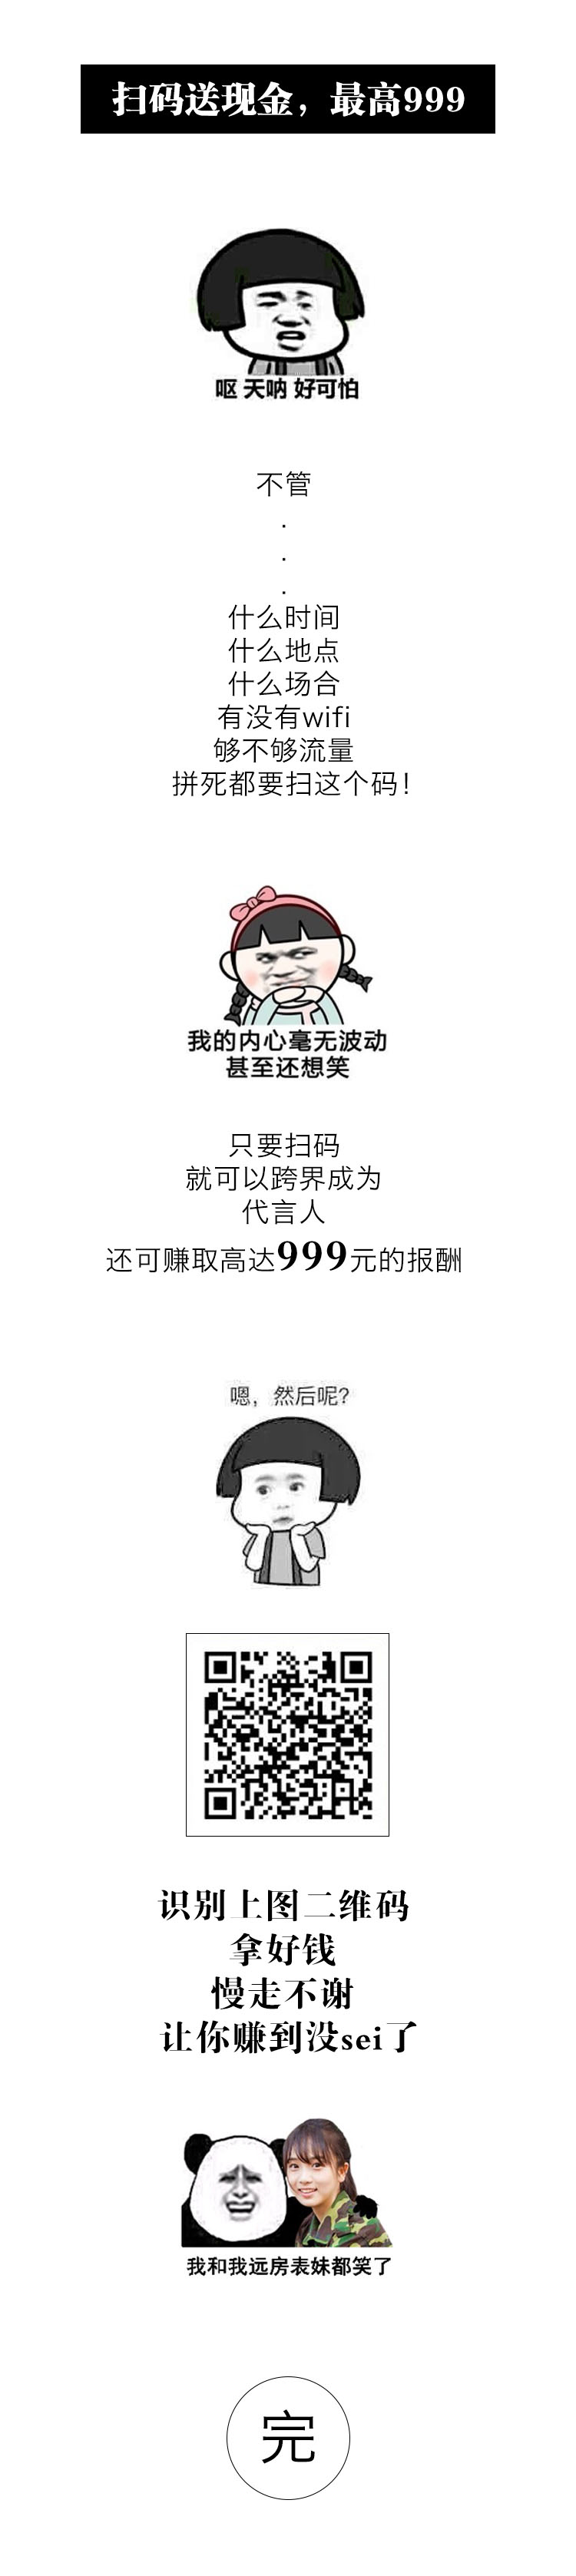 扫码送现金，最高999
呕 天呐 好可怕
不管
.
.
.
什么时间
什么地点
什么场合
有没有wifi
够不够流量
拼死都要扫这个码！
我的内心毫无波动
甚至还想笑
只要扫码
就可以跨界成为
代言人
还可赚取高达999元的报酬
嗯，然后呢？
识别上图二维码
拿好钱
慢走不谢
让你赚到没sei了
我和我远房表妹都笑了
完